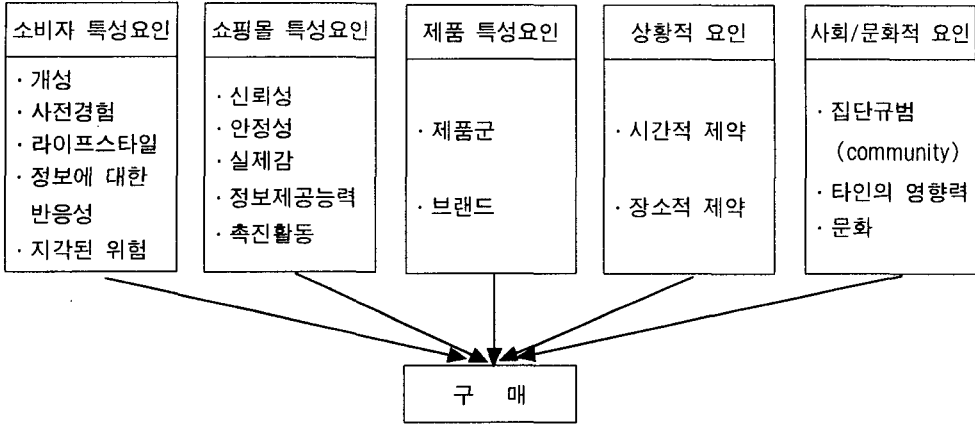 소비자 특성요인
· 개성
· 사전경험
· 라이프스타일
· 정보에 대한
반응성
· 지각된 위험
쇼핑몰 특성요인
· 신뢰성
· 안정성
· 실제감
· 정보제공능력
· 촉진활동
제품 특성요인
· 제품군
· 브랜드
상황적 요인
· 시간적 제약
· 장소적 제약
사회/문화적 요인
· 집단규범
(community)
· 타인의 영향력
· 문화
구 매